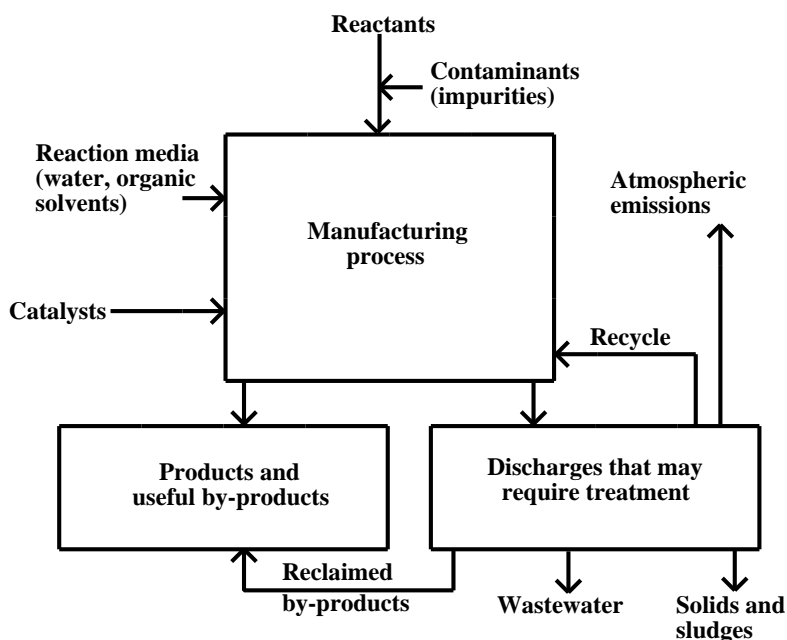 Reactants
Contaminants
(impurities)
Reaction media
(water, organic
solvents)
Atmospheric
emissions
Manufacturing
process
Catalysts
Recycle
Products and
useful by-products
Discharges that may
require treatment
Reclaimed
by-products
Wastewater
Solids and
sludges